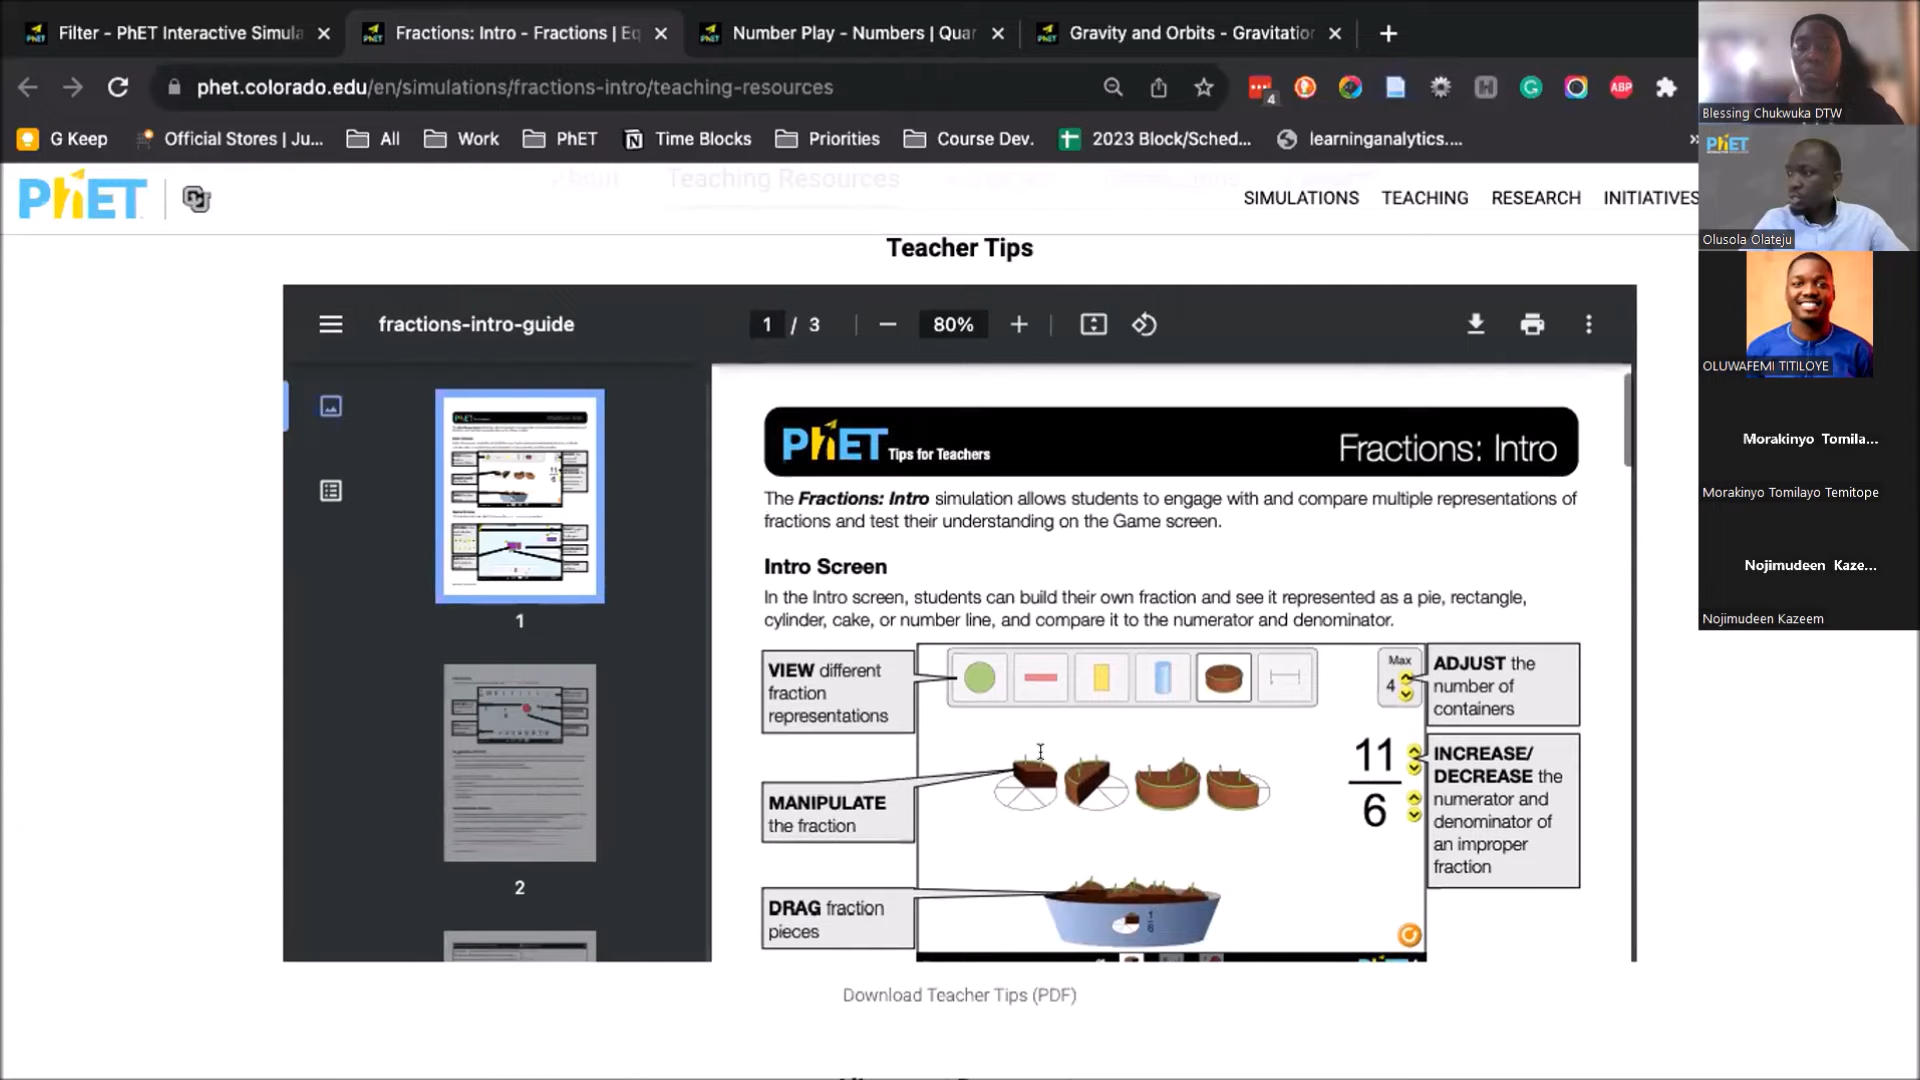 Filter - PhET Interactive Simula
Fractions: Intro - Fractions | Eq
Number Play - Numbers | Quar
Gravity and Orbits - Gravitation
phet.colorado.edu/en/simulations/fractions-intro/teaching-resources
4
ABP
G Keep
Official Stores | Ju...
All
Work
PhET
Time Blocks
Priorities
Course Dev.
2023 Block/Sched...
learninganalytics....
»
PhET
Teaching Resources
SIMULATIONS
TEACHING
RESEARCH
INITIATIVES
Teacher Tips
fractions-intro-guide
1 / 3
80%
1
2
PhET Tips for Teachers
Fractions: Intro
The Fractions: Intro simulation allows students to engage with and compare multiple representations of
fractions and test their understanding on the Game screen.
Intro Screen
In the Intro screen, students can build their own fraction and see it represented as a pie, rectangle,
cylinder, cake, or number line, and compare it to the numerator and denominator.
VIEW different
fraction
representations
MANIPULATE
the fraction
DRAG fraction
pieces
Max
4
11
6
1
6
ADJUST the
number of
containers
INCREASE/
DECREASE the
numerator and
denominator of
an improper
fraction
Download Teacher Tips (PDF)
Blessing Chukwuka DTW
PhET
Olusola Olateju
OLUWAFEMI TITILOYE
Morakinyo Tomila...
Morakinyo Tomilayo Temitope
Nojimudeen Kaze...
Nojimudeen Kazeem